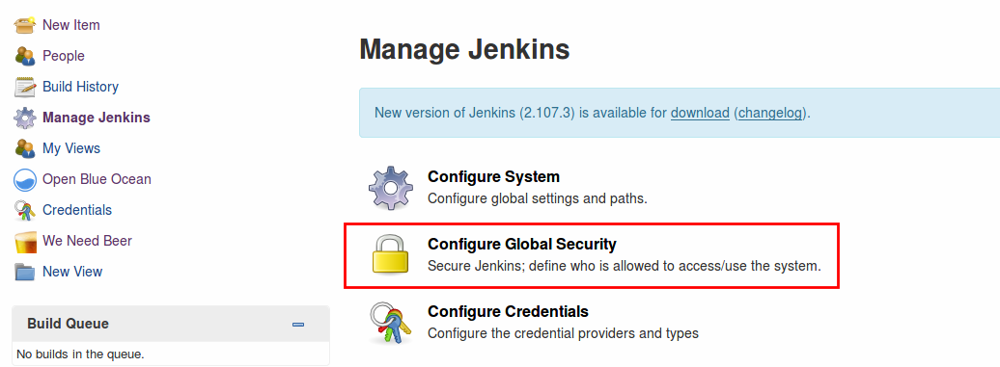 New Item
People
Build History
Manage Jenkins
My Views
Open Blue Ocean
Credentials
We Need Beer
New View
Build Queue
No builds in the queue.
Manage Jenkins
New version of Jenkins (2.107.3) is available for download (changelog).
Configure System
Configure global settings and paths.
Configure Global Security
Secure Jenkins; define who is allowed to access/use the system.
Configure Credentials
Configure the credential providers and types